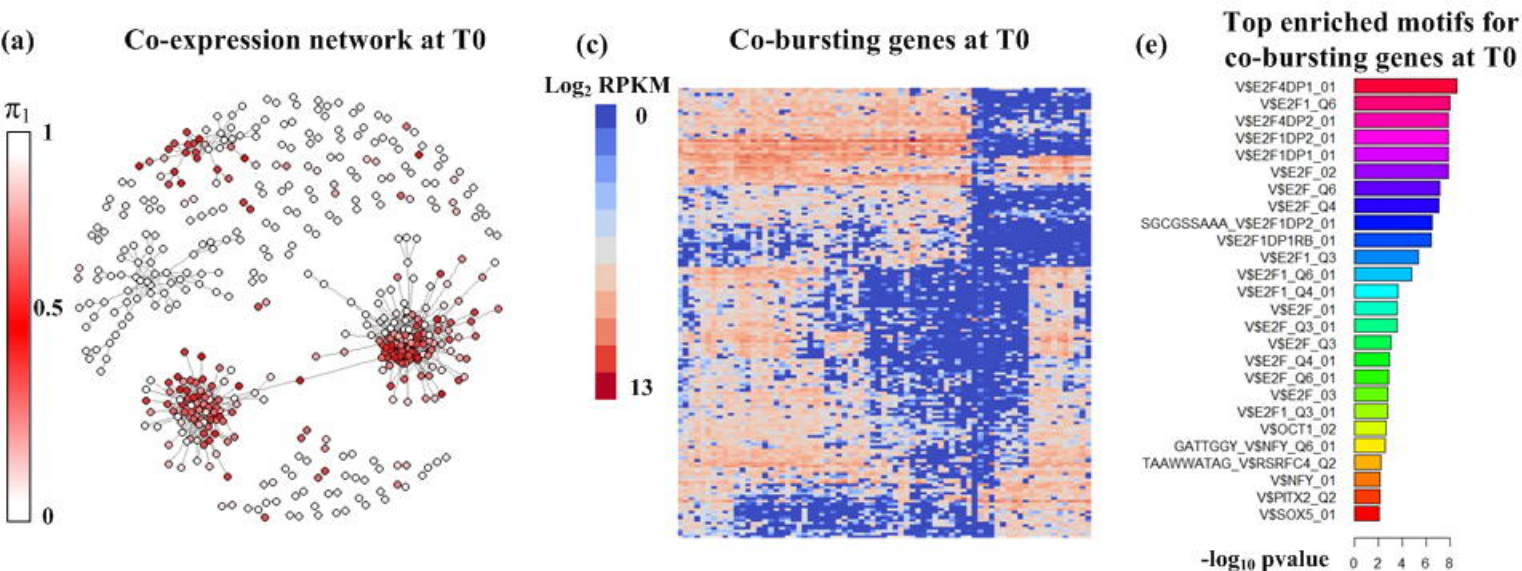 (a)
Co-expression network at T0
π1
1
0.5
0
(c)
Co-bursting genes at T0
Log2 RPKM
0
13
(e)
Top enriched motifs for
co-bursting genes at T0
V$E2F4DP1_01
V$E2F1_Q6
V$E2F4DP2_01
V$E2F1DP2_01
V$E2F1DP1_01
V$E2F_02
V$E2F_Q6
V$E2F_Q4
SGCGSSAAA_V$E2F1DP2_01
V$E2F1DP1RB_01
V$E2F1_Q3
V$E2F1_Q6_01
V$E2F1_Q4_01
V$E2F_01
V$E2F_Q3_01
V$E2F_Q3
V$E2F_Q4_01
V$E2F_Q6_01
V$E2F_03
V$E2F1_Q3_01
V$OCT1_02
GATTGGY_V$NFY_Q6_01
TAAWWATAG_V$RSRFC4_Q2
V$NFY_01
V$PITX2_Q2
V$SOX5_01
-log10 pvalue
0 2 4 6 8